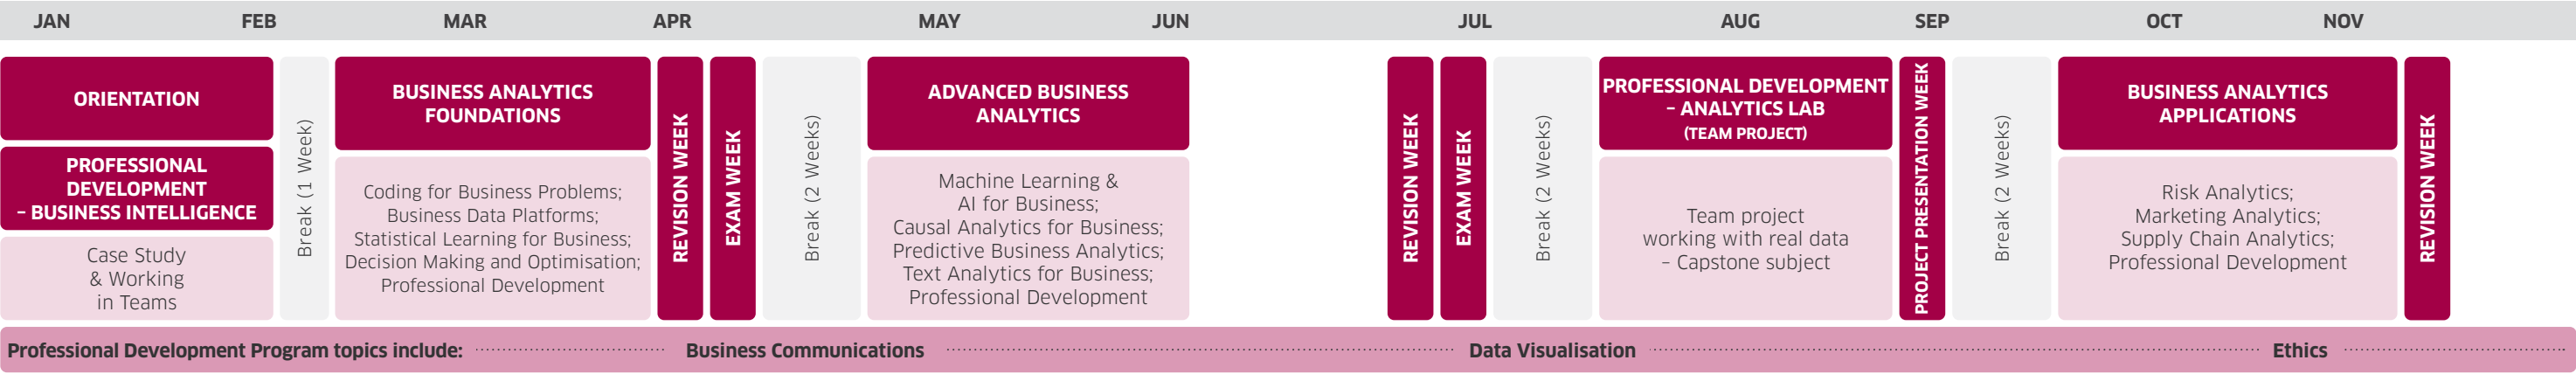 JAN FEB MAR APR MAY JUN JUL AUG SEP OCT NOV
ORIENTATION
PROFESSIONAL
DEVELOPMENT
– BUSINESS INTELLIGENCE
Case Study
& Working
in Teams
Break (1 Week)
BUSINESS ANALYTICS
FOUNDATIONS
Coding for Business Problems;
Business Data Platforms;
Statistical Learning for Business;
Decision Making and Optimisation;
Professional Development
REVISION WEEK
EXAM WEEK
Break (2 Weeks)
ADVANCED BUSINESS
ANALYTICS
Machine Learning &
AI for Business;
Causal Analytics for Business;
Predictive Business Analytics;
Text Analytics for Business;
Professional Development
REVISION WEEK
EXAM WEEK
Break (2 Weeks)
PROFESSIONAL DEVELOPMENT
– ANALYTICS LAB
(TEAM PROJECT)
Team project
working with real data
– Capstone subject
PROJECT PRESENTATION WEEK
Break (2 Weeks)
BUSINESS ANALYTICS
APPLICATIONS
Risk Analytics;
Marketing Analytics;
Supply Chain Analytics;
Professional Development
REVISION WEEK
Professional Development Program topics include: Business Communications Data Visualisation Ethics